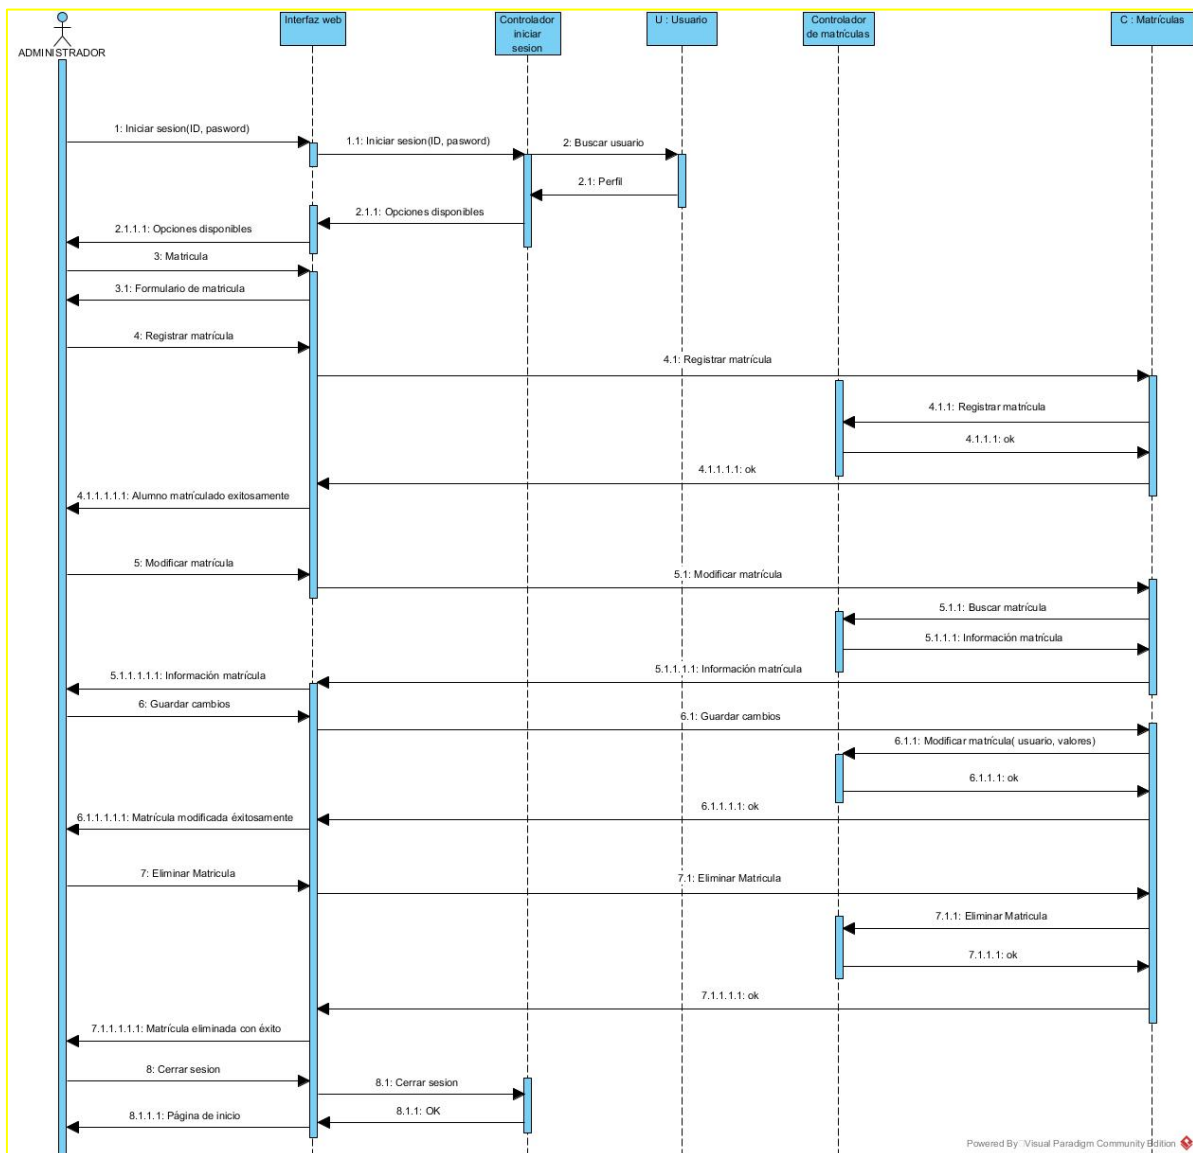 ADMINISTRADOR
Interfaz web
Controlador
iniciar
sesion
U : Usuario
Controlador
de matrículas
C : Matrículas
1: Iniciar sesion(ID, pasword)
1.1: Iniciar sesion(ID, pasword)
2: Buscar usuario
2.1: Perfil
2.1.1: Opciones disponibles
2.1.1.1: Opciones disponibles
3: Matricula
3.1: Formulario de matricula
4: Registrar matrícula
4.1: Registrar matrícula
4.1.1: Registrar matrícula
4.1.1.1: ok
4.1.1.1.1: ok
4.1.1.1.1.1: Alumno matrículado exitosamente
5: Modificar matrícula
5.1: Modificar matrícula
5.1.1: Buscar matrícula
5.1.1.1: Información matrícula
5.1.1.1.1: Información matrícula
5.1.1.1.1.1: Información matrícula
6: Guardar cambios
6.1: Guardar cambios
6.1.1: Modificar matrícula( usuario, valores)
6.1.1.1: ok
6.1.1.1.1: ok
6.1.1.1.1.1: Matrícula modificada éxitosamente
7: Eliminar Matricula
7.1: Eliminar Matricula
7.1.1: Eliminar Matricula
7.1.1.1: ok
7.1.1.1.1: ok
7.1.1.1.1.1: Matrícula eliminada con éxito
8: Cerrar sesion
8.1: Cerrar sesion
8.1.1: OK
8.1.1.1: Página de inicio
Powered By Visual Paradigm Community Edition